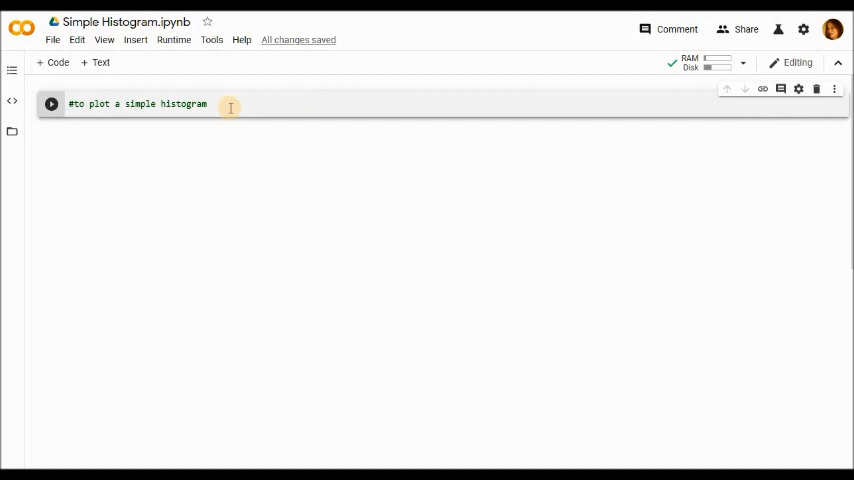 Simple Histogram.ipynb
File Edit View Insert Runtime Tools Help All changes saved
Comment Share
+ Code + Text
RAM
Disk
Editing
#to plot a simple histogram